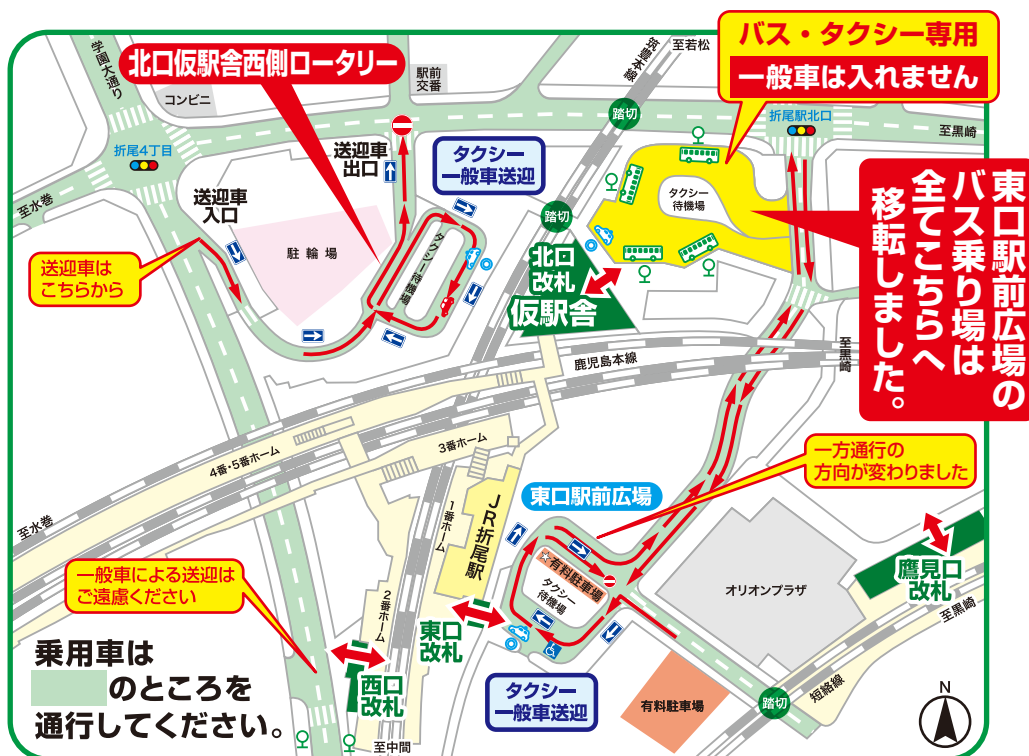 学園大通り
北口仮駅舎西側ロータリー
駅前
交番
筑豊本線
至若松
バス・タクシー専用
一般車は入れません
コンビニ
踏切
折尾駅北口
至黒崎
折尾4丁目
送迎車
出口
タクシー
一般車送迎
至水巻
送迎車
入口
駐輪場
タクシー待機場
踏切
タクシー
待機場
東口駅前広場の
バス乗り場は
全てこちらへ
移転しました。
送迎車は
こちらから
北口
改札
仮駅舎
鹿児島本線
至黒崎
4番・5番ホーム
3番ホーム
一方通行の
方向が変わりました
至水巻
1番ホーム
JR折尾駅
東口駅前広場
☆有料駐車場
タクシー
待機場
オリオンプラザ
鷹見口
改札
至黒崎
一般車による送迎は
ご遠慮ください
2番ホーム
東口
改札
乗用車は
のところを
通行してください。
西口
改札
タクシー
一般車送迎
有料駐車場
踏切
短絡線
至中間
N